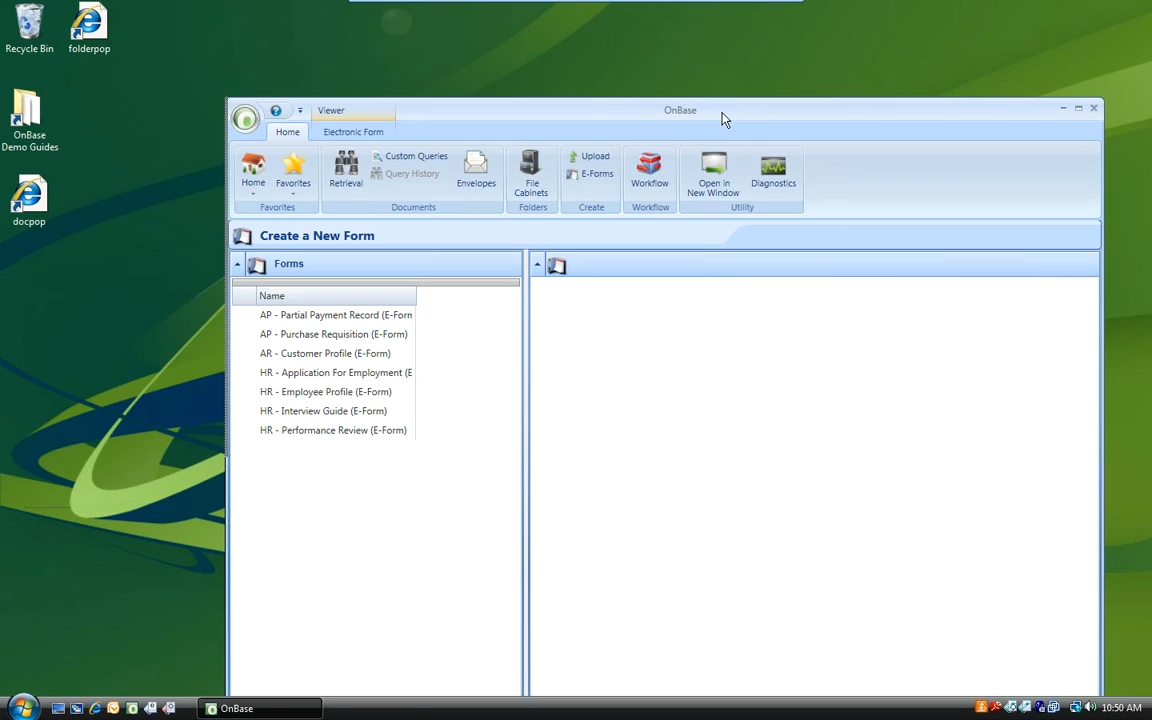 Recycle Bin
folderpop
OnBase
Demo Guides
docpop
Viewer
OnBase
Home
Electronic Form
Home
Favorites
Retrieval
Custom Queries
Query History
Envelopes
File
Cabinets
Upload
E-Forms
Workflow
Open in
New Window
Diagnostics
Favorites
Documents
Folders
Create
Workflow
Utility
Create a New Form
Forms
Name
AP - Partial Payment Record (E-Forn
AP - Purchase Requisition (E-Form)
AR - Customer Profile (E-Form)
HR - Application For Employment (E
HR - Employee Profile (E-Form)
HR - Interview Guide (E-Form)
HR - Performance Review (E-Form)
OnBase
10:50 AM